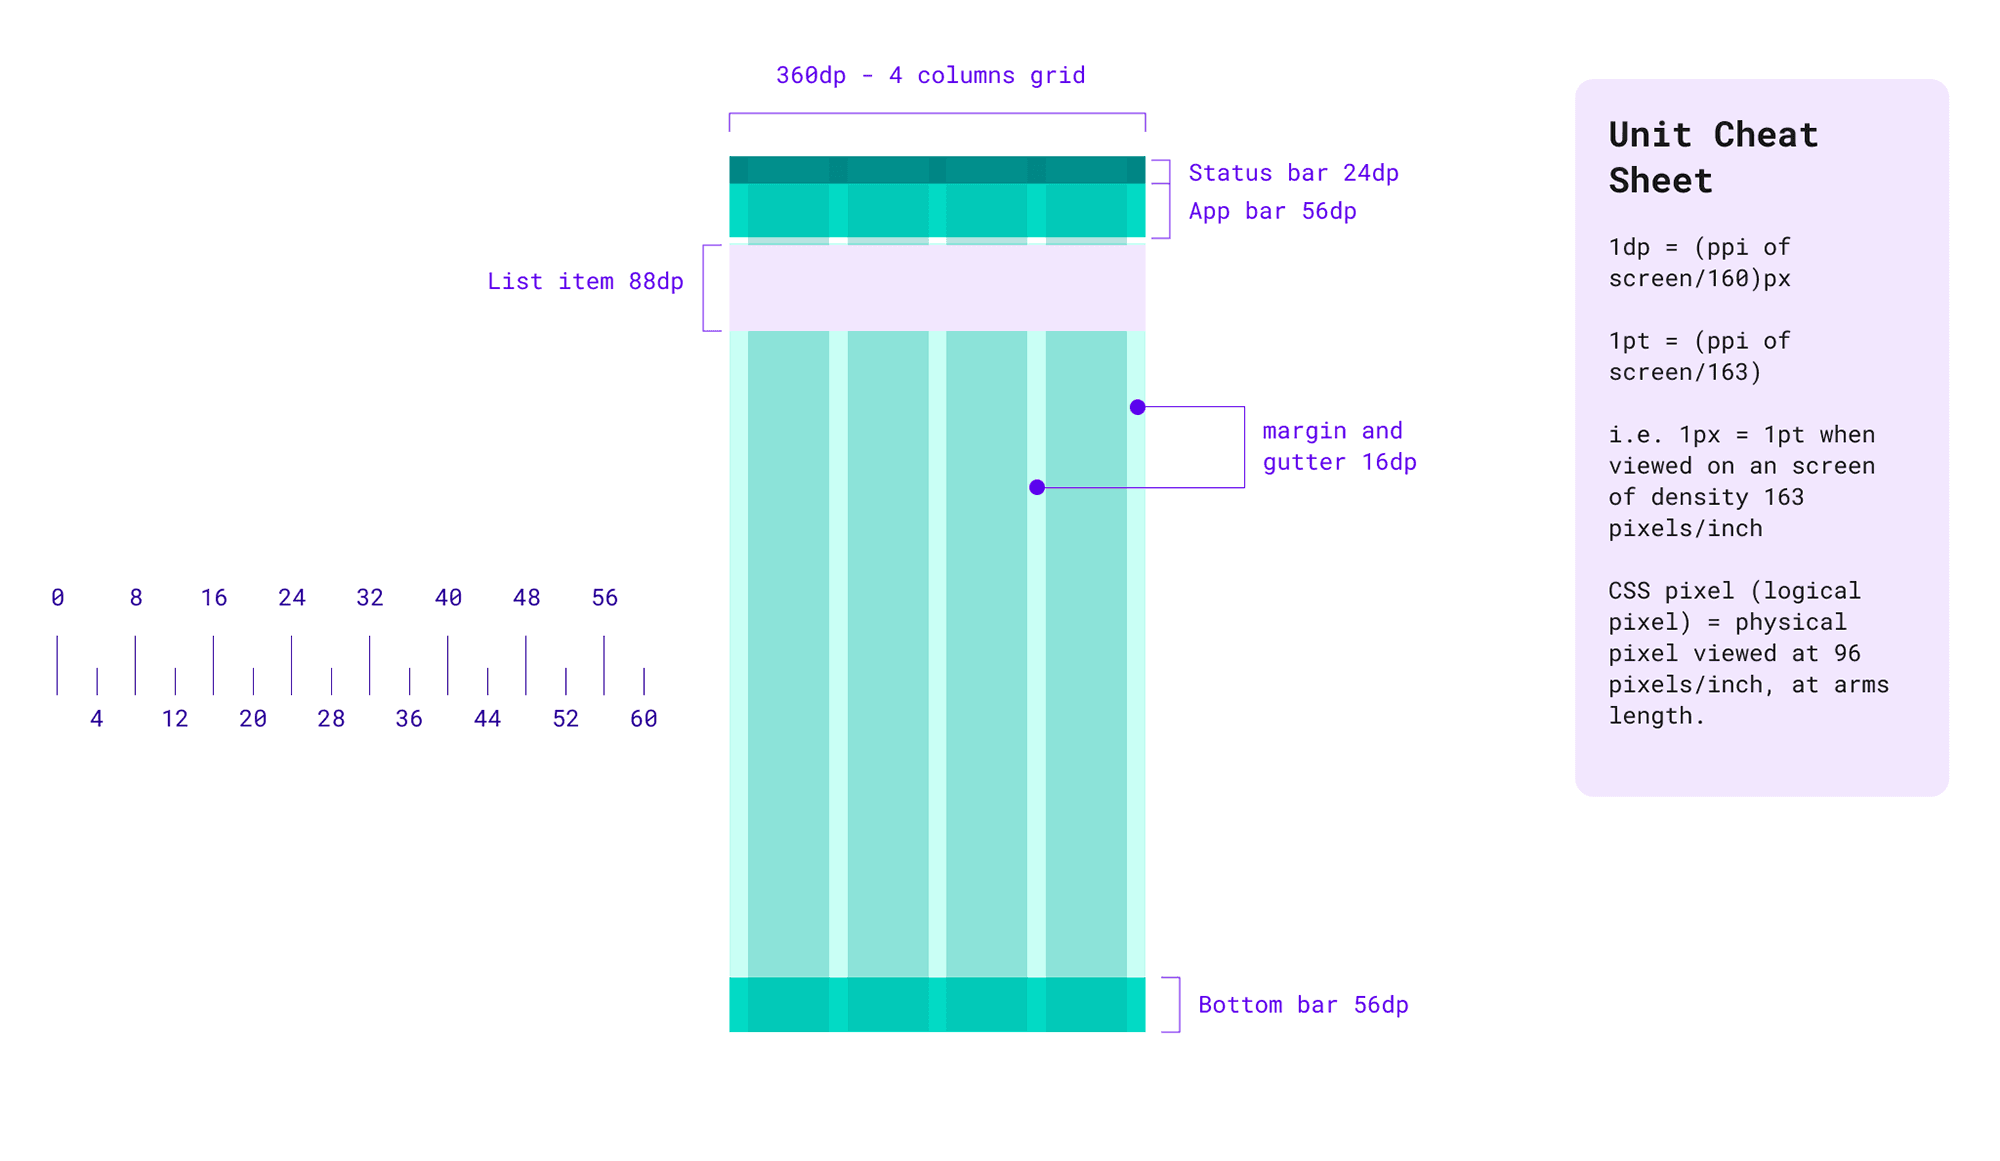 360dp - 4 columns grid
Status bar 24dp
App bar 56dp
List item 88dp
margin and
gutter 16dp
0 8 16 24 32 40 48 56
4 12 20 28 36 44 52 60
Bottom bar 56dp
Unit Cheat
Sheet
1dp = (ppi of
screen/160)px
1pt = (ppi of
screen/163)
i.e. 1px = 1pt when
viewed on an screen
of density 163
pixels/inch
CSS pixel (logical
pixel) = physical
pixel viewed at 96
pixels/inch, at arms
length.